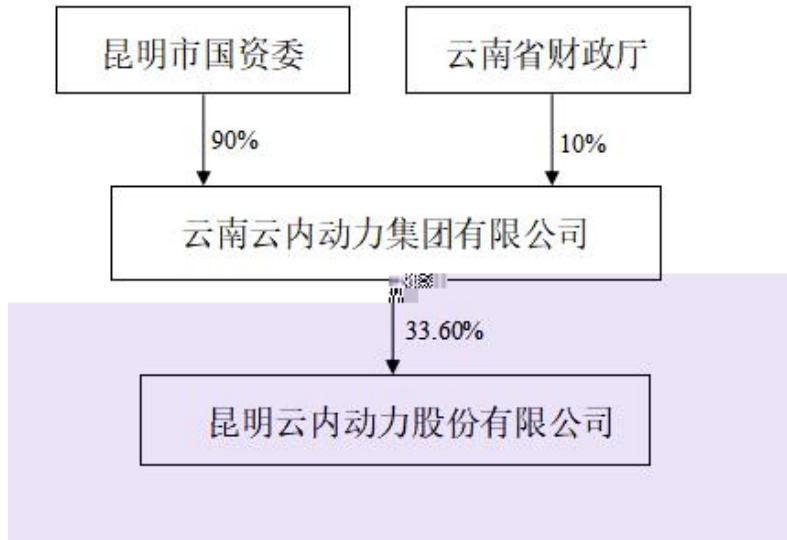 昆明市国资委
云南省财政厅
90%
10%
云南云内动力集团有限公司
33.60%
昆明云内动力股份有限公司